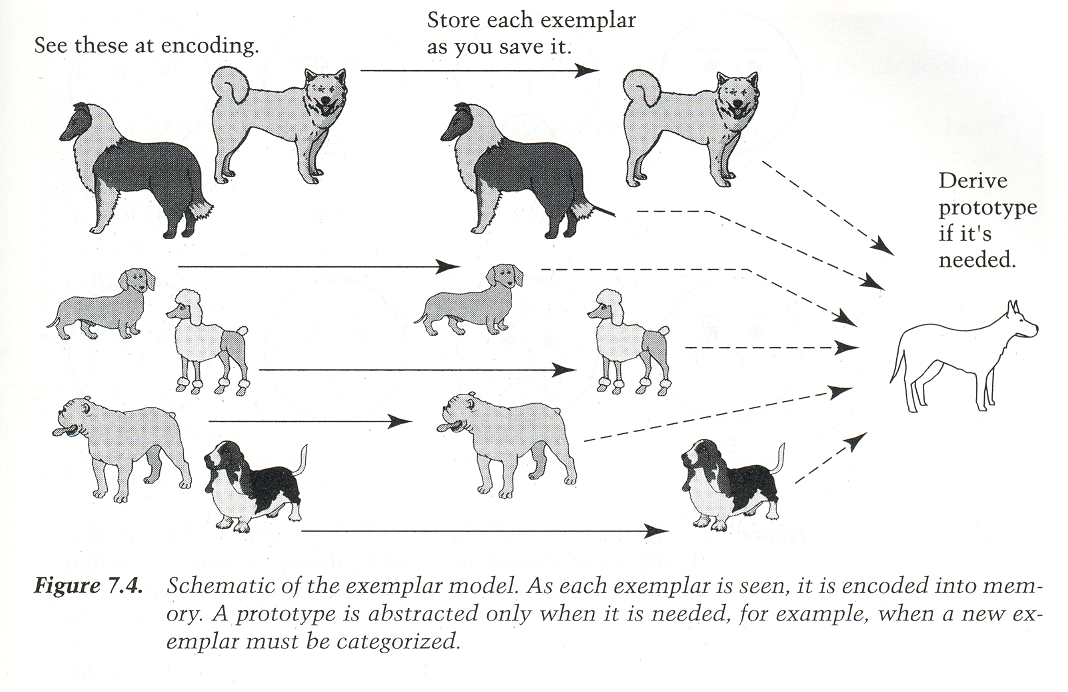 See these at encoding.
Store each exemplar
as you save it.
Derive
prototype
if it's
needed.
Figure 7.4. Schematic of the exemplar model. As each exemplar is seen, it is encoded into mem-
ory. A prototype is abstracted only when it is needed, for example, when a new ex-
emplar must be categorized.